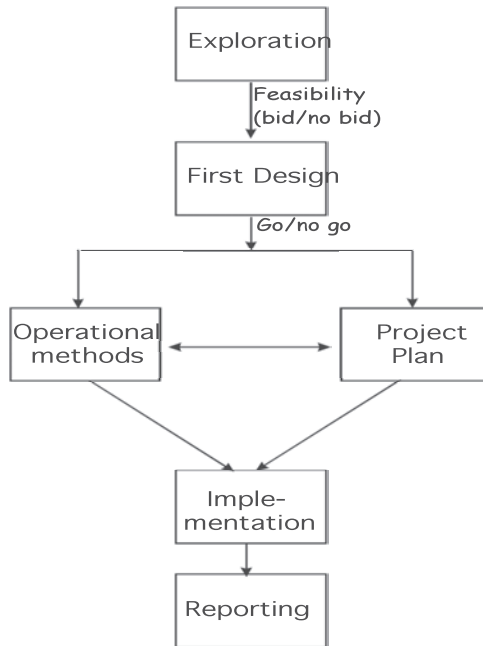 Exploration
Feasibility
(bid/no bid)
First Design
Go/no go
Operational
methods
Project
Plan
Imple-
mentation
Reporting